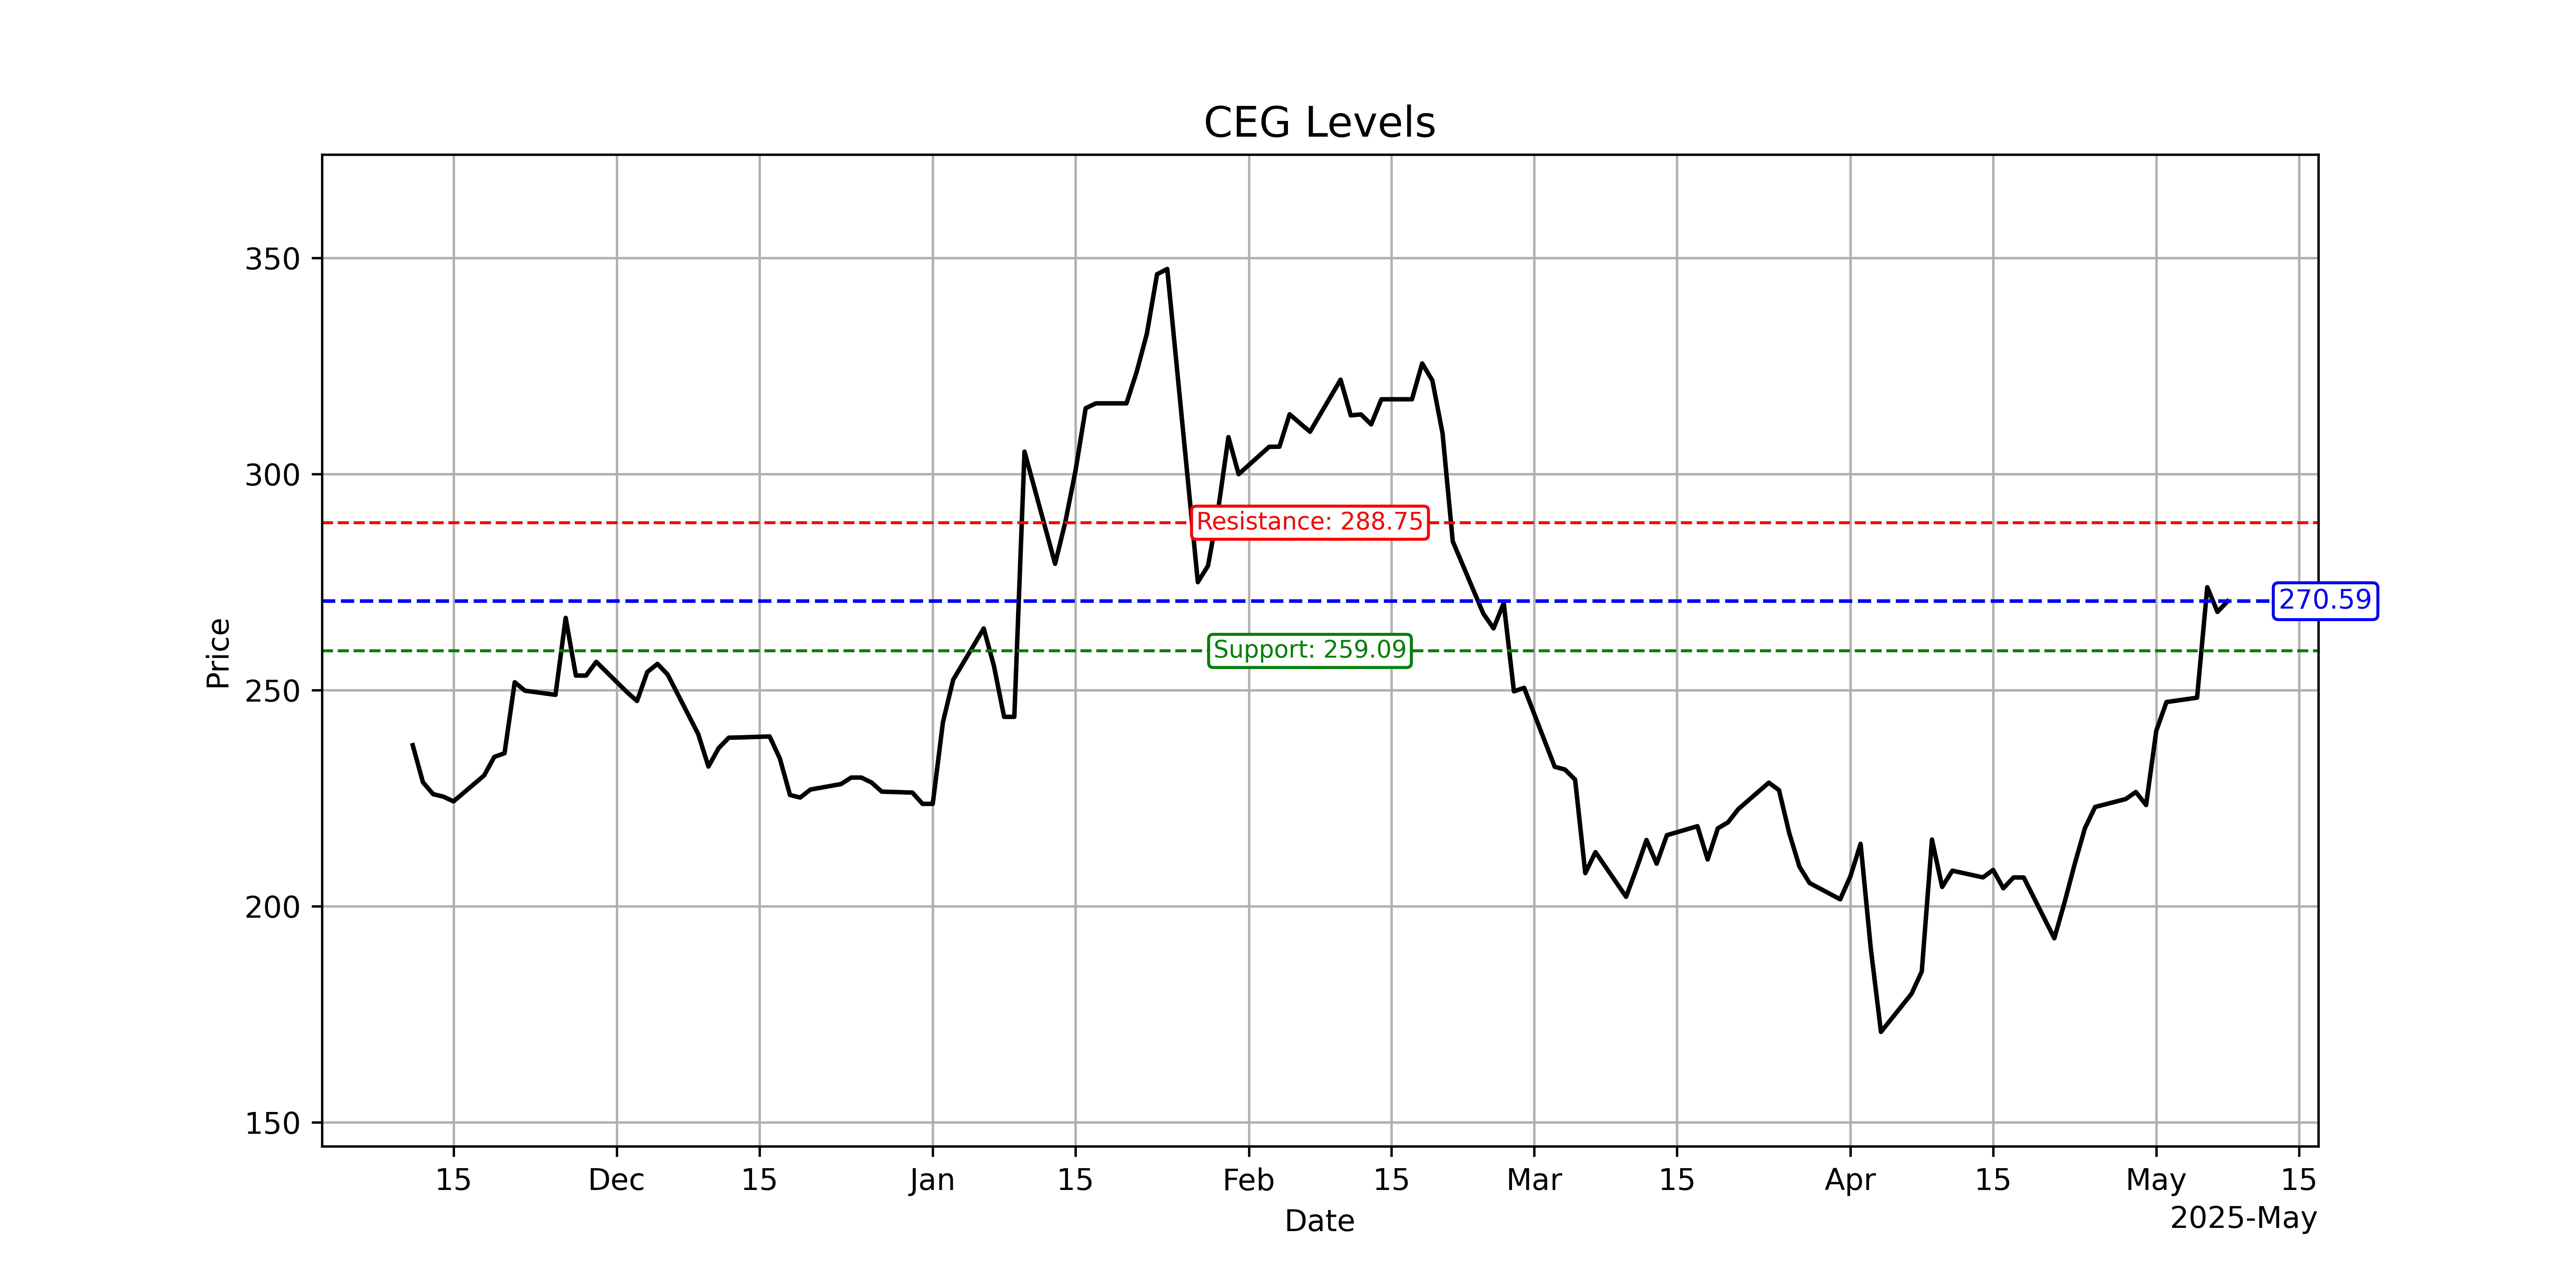 CEG Levels
Price
350
300
250
200
150
Resistance: 288.75
270.59
Support: 259.09
15 Dec 15 Jan 15 Feb 15 Mar 15 Apr 15 May 15
Date
2025-May